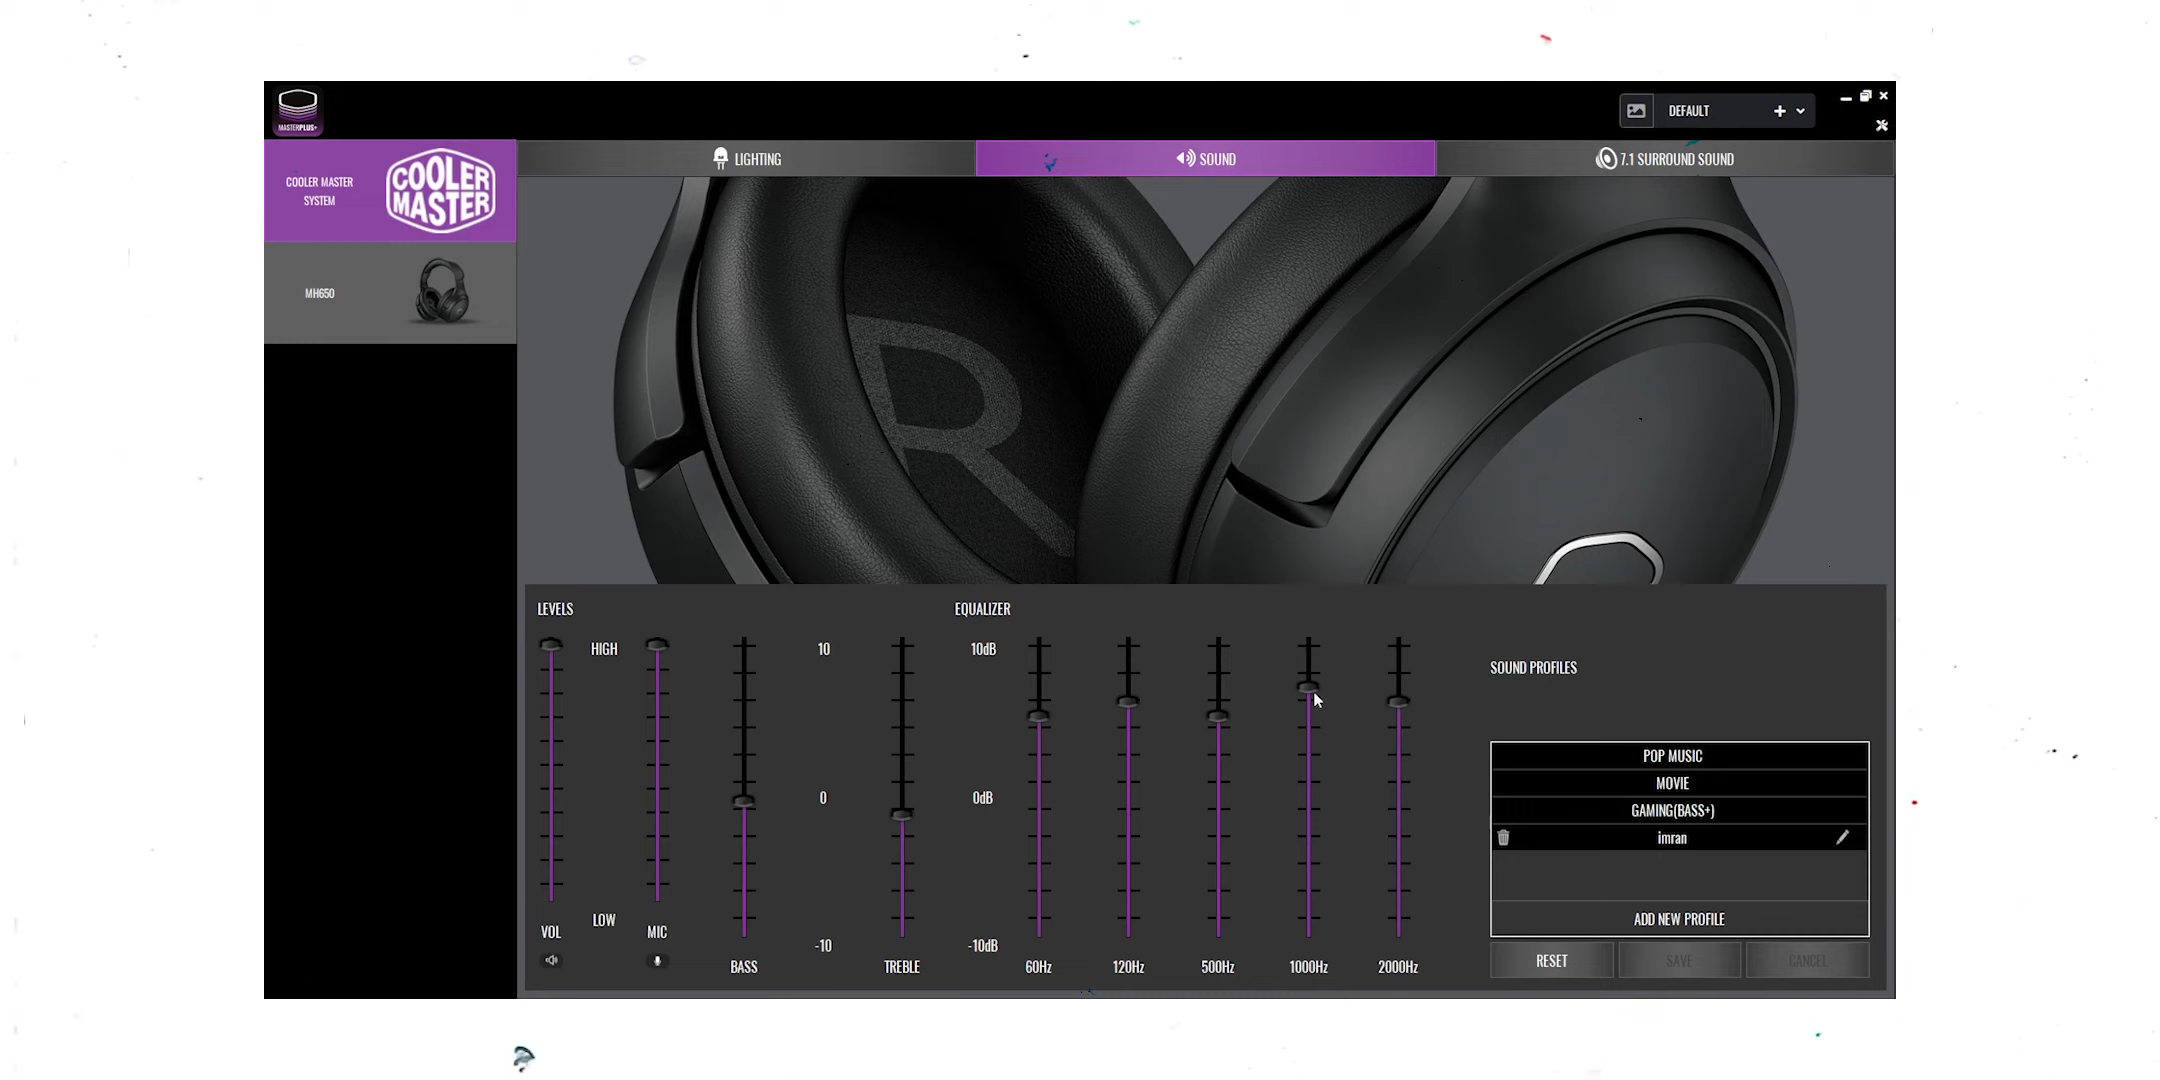 MASTERPLUS+
DEFAULT
COOLER MASTER
SYSTEM
COOLER
MASTER
LIGHTING
SOUND
7.1 SURROUND SOUND
MH650
R
LEVELS
EQUALIZER
HIGH
10
10dB
SOUND PROFILES
POP MUSIC
MOVIE
0
0dB
GAMING(BASS+)
imran
LOW
ADD NEW PROFILE
VOL
MIC
-10
-10dB
BASS
TREBLE
60Hz
120Hz
500Hz
1000Hz
2000Hz
RESET
SAVE
CANCEL